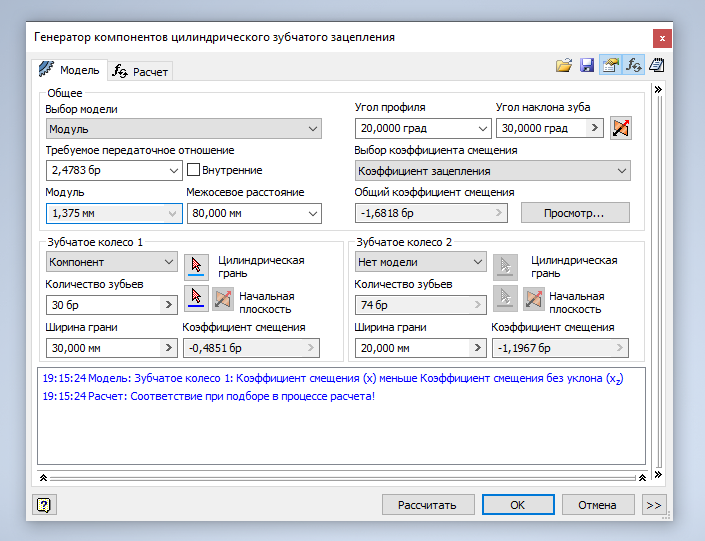 Генератор компонентов цилиндрического зубчатого зацепления
x
Модель
Расчет
Общее
Выбор модели
Модуль
Угол профиля
Угол наклона зуба
20,0000 град
30,0000 град
Требуемое передаточное отношение
2,4783 бр
Внутренние
Выбор коэффициента смещения
Коэффициент зацепления
Модуль
Межосевое расстояние
1,375 мм
80,000 мм
Общий коэффициент смещения
-1,6818 бр
Просмотр...
Зубчатое колесо 1
Компонент
Цилиндрическая
грань
Количество зубьев
30 бр
Начальная
плоскость
Ширина грани
Коэффициент смещения
30,000 мм
-0,4851 бр
Зубчатое колесо 2
Нет модели
Цилиндрическая
грань
Количество зубьев
74 бр
Начальная
плоскость
Ширина грани
Коэффициент смещения
20,000 мм
-1,1967 бр
19:15:24 Модель: Зубчатое колесо 1: Коэффициент смещения (x) меньше Коэффициент смещения без уклона (xz)
19:15:24 Расчет: Соответствие при подборе в процессе расчета!
?
Рассчитать
OK
Отмена
>>